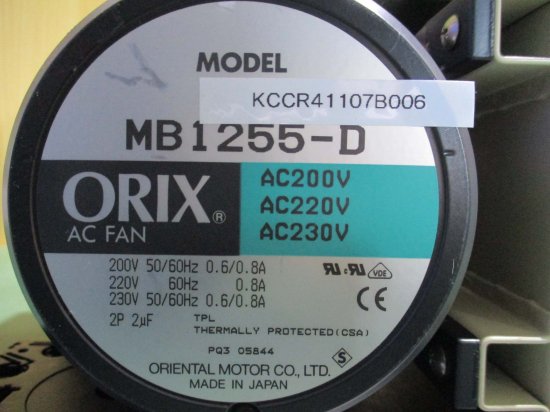 MODEL
KCCR41107B006
MB1255-D
ORIX®
AC FAN
AC200V
AC220V
AC230V
200V 50/60Hz 0.6/0.8A
220V 60Hz 0.8A
230V 50/60Hz 0.6/0.8A
2P 2µF TPL
THERMALLY PROTECTED(CSA)
PQ3 05844
ORIENTAL MOTOR CO., LTD.
MADE IN JAPAN
VDE
CE
S